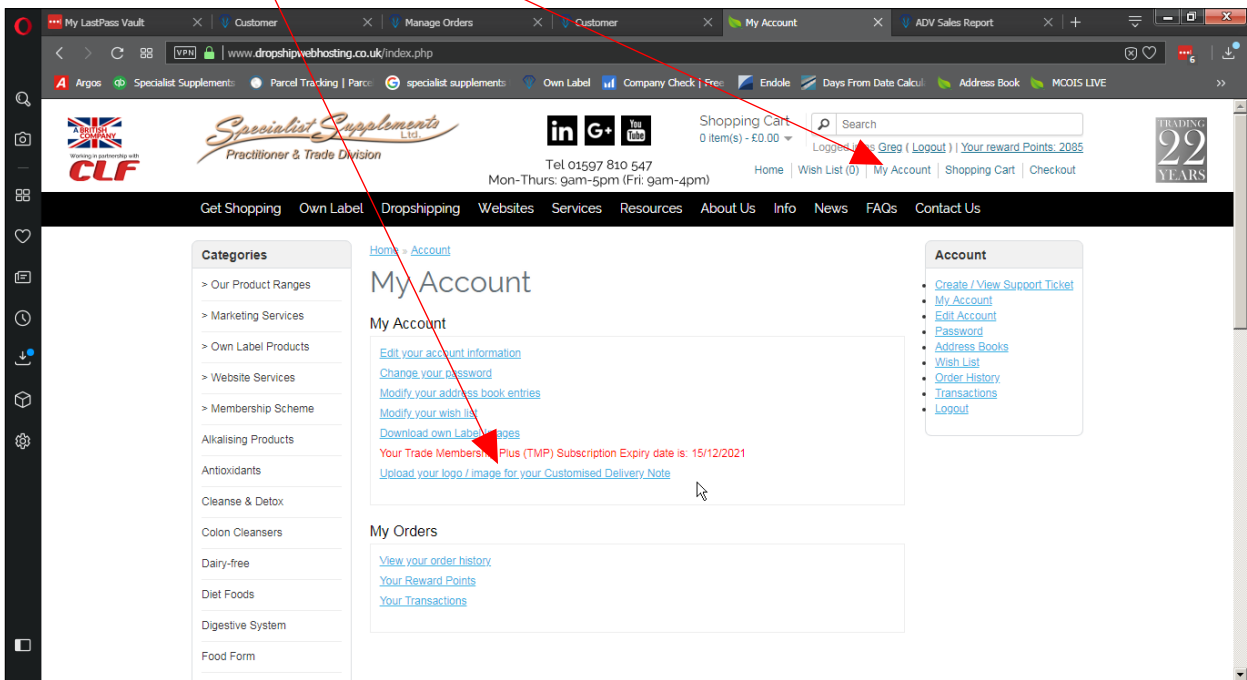 My LastPass Vault
Customer
Manage Orders
Customer
My Account
ADV Sales Report
VPN
www.dropshipwebhosting.co.uk/index.php
6
Argos
Specialist Supplements
Parcel Tracking | Parce
specialist supplements
Own Label
Company Check | Free
Endole
Days From Date Calcul
Address Book
MCOIS LIVE
A BRITISH
COMPANY
Working in partnership with
CLF
Specialist Supplements
Ltd.
Practitioner & Trade Division
in G+ You Tube
Tel 01597 810 547
Mon-Thurs: 9am-5pm (Fri: 9am-4pm)
Shopping Cart
0 item(s) - £0.00
Search
Logged in as Greg ( Logout ) | Your reward Points: 2085
Home | Wish List (0) | My Account | Shopping Cart | Checkout
TRADING
22
YEARS
Get Shopping Own Label Dropshipping Websites Services Resources About Us Info News FAQs Contact Us
Categories
> Our Product Ranges
> Marketing Services
> Own Label Products
> Website Services
> Membership Scheme
Alkalising Products
Antioxidants
Cleanse & Detox
Colon Cleansers
Dairy-free
Diet Foods
Digestive System
Food Form
Home » Account
My Account
My Account
Edit your account information
Change your password
Modify your address book entries
Modify your wish list
Download own Label Images
Your Trade Membership Plus (TMP) Subscription Expiry date is: 15/12/2021
Upload your logo / image for your Customised Delivery Note
My Orders
View your order history
Your Reward Points
Your Transactions
Account
Create / View Support Ticket
My Account
Edit Account
Password
Address Books
Wish List
Order History
Transactions
Logout